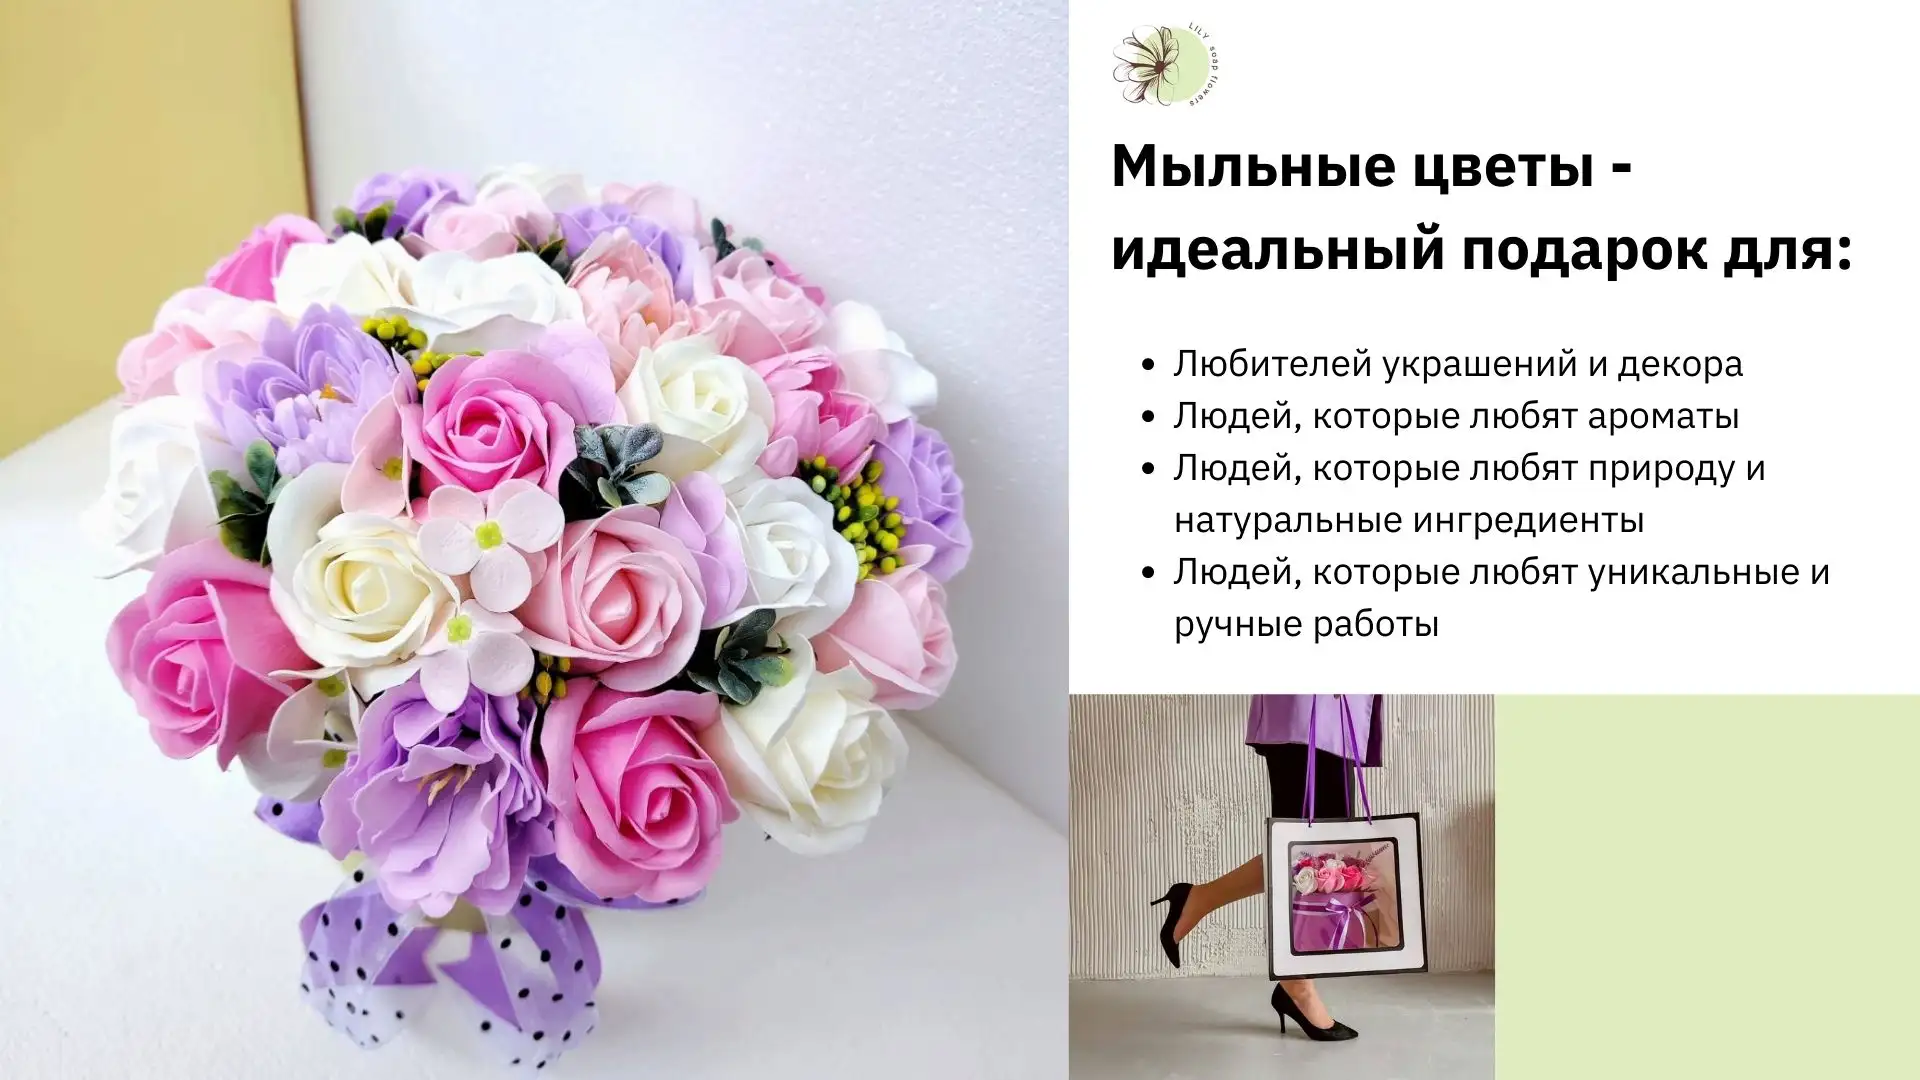 LILY soap flowers
Мыльные цветы -
идеальный подарок для:
• Любителей украшений и декора
• Людей, которые любят ароматы
• Людей, которые любят природу и
натуральные ингредиенты
• Людей, которые любят уникальные и
ручные работы